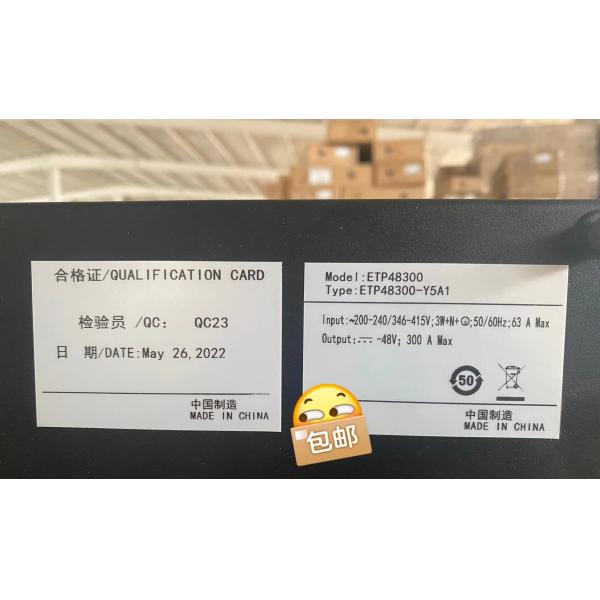 合格证/QUALIFICATION CARD
检验员 /QC: QC23
日 期/DATE:May 26,2022
中国制造
MADE IN CHINA
Model:ETP48300
Type:ETP48300-Y5A1
Input:~200-240/346-415V;3W+N+⏚;50/60Hz;63 A Max
Output:⎓ -48V; 300 A Max
50
中国制造
MADE IN CHINA
包邮